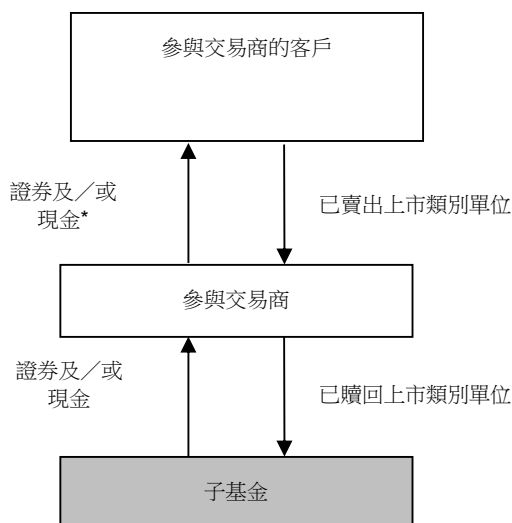 參與交易商的客戶
證券及／或
現金*
已賣出上市類別單位
參與交易商
證券及／或
現金
已贖回上市類別單位
子基金